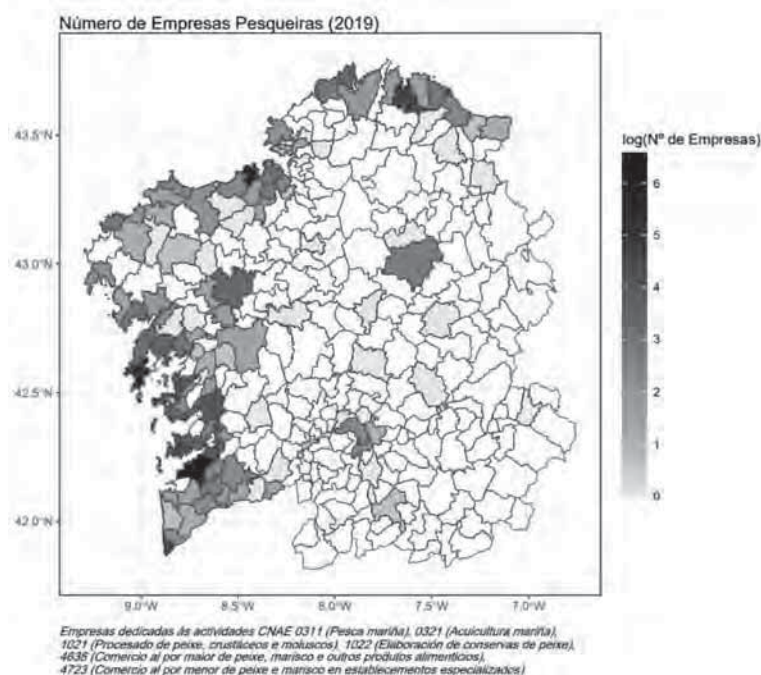 Número de Empresas Pesqueiras (2019)
43.5°N
43.0°N
42.5°N
42.0°N
9.0°W
8.5°W
8.0°W
7.5°W
7.0°W
log(Nº de Empresas)
6
5
4
3
2
1
0
Empresas dedicadas ás actividades CNAE 0311 (Pesca mariña), 0321 (Acuicultura mariña),
1021 (Procesado de peixe, crustáceos e moluscos), 1022 (Elaboración de conservas de peixe),
4638 (Comercio al por maior de peixe, marisco e outros produtos alimenticios),
4723 (Comercio al por menor de peixe e marisco en establecementos especializados)